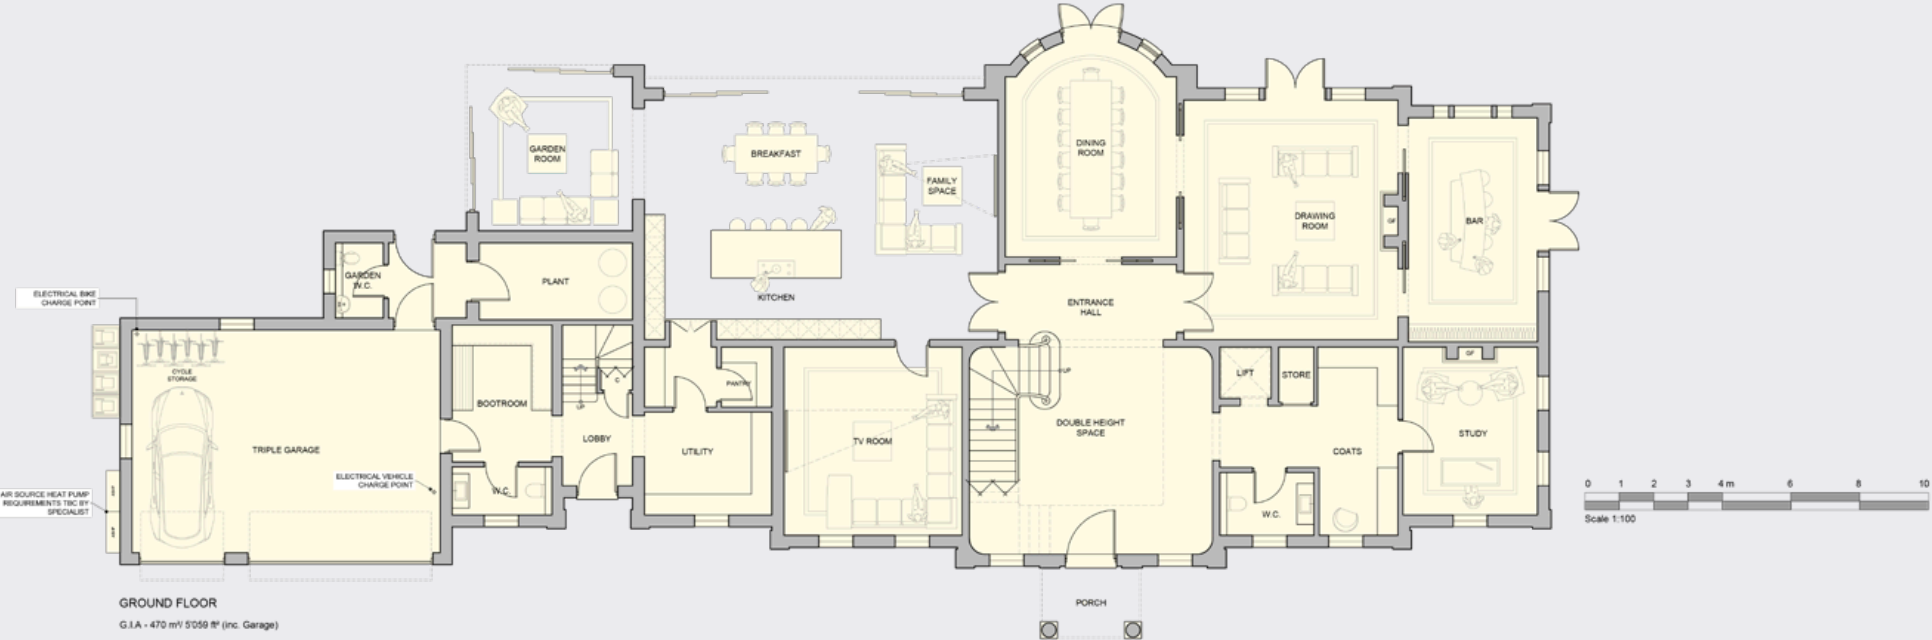 GARDEN
ROOM
BREAKFAST
FAMILY
SPACE
DINING
ROOM
DRAWING
ROOM
GF
BAR
GARDEN
W.C.
PLANT
KITCHEN
ENTRANCE
HALL
ELECTRICAL BIKE
CHARGE POINT
CYCLE
STORAGE
BOOTROOM
UP
C
PANTRY
UP
LIFT
STORE
GF
TRIPLE GARAGE
LOBBY
UTILITY
TV ROOM
DOUBLE HEIGHT
SPACE
COATS
STUDY
ELECTRICAL VEHICLE
CHARGE POINT
W.C.
W.C.
AIR SOURCE HEAT PUMP
REQUIREMENTS TBC BY
SPECIALIST
0 1 2 3 4 m 6 8 10
Scale 1:100
PORCH
GROUND FLOOR
G.I.A - 470 m²/ 5'059 ft² (inc. Garage)